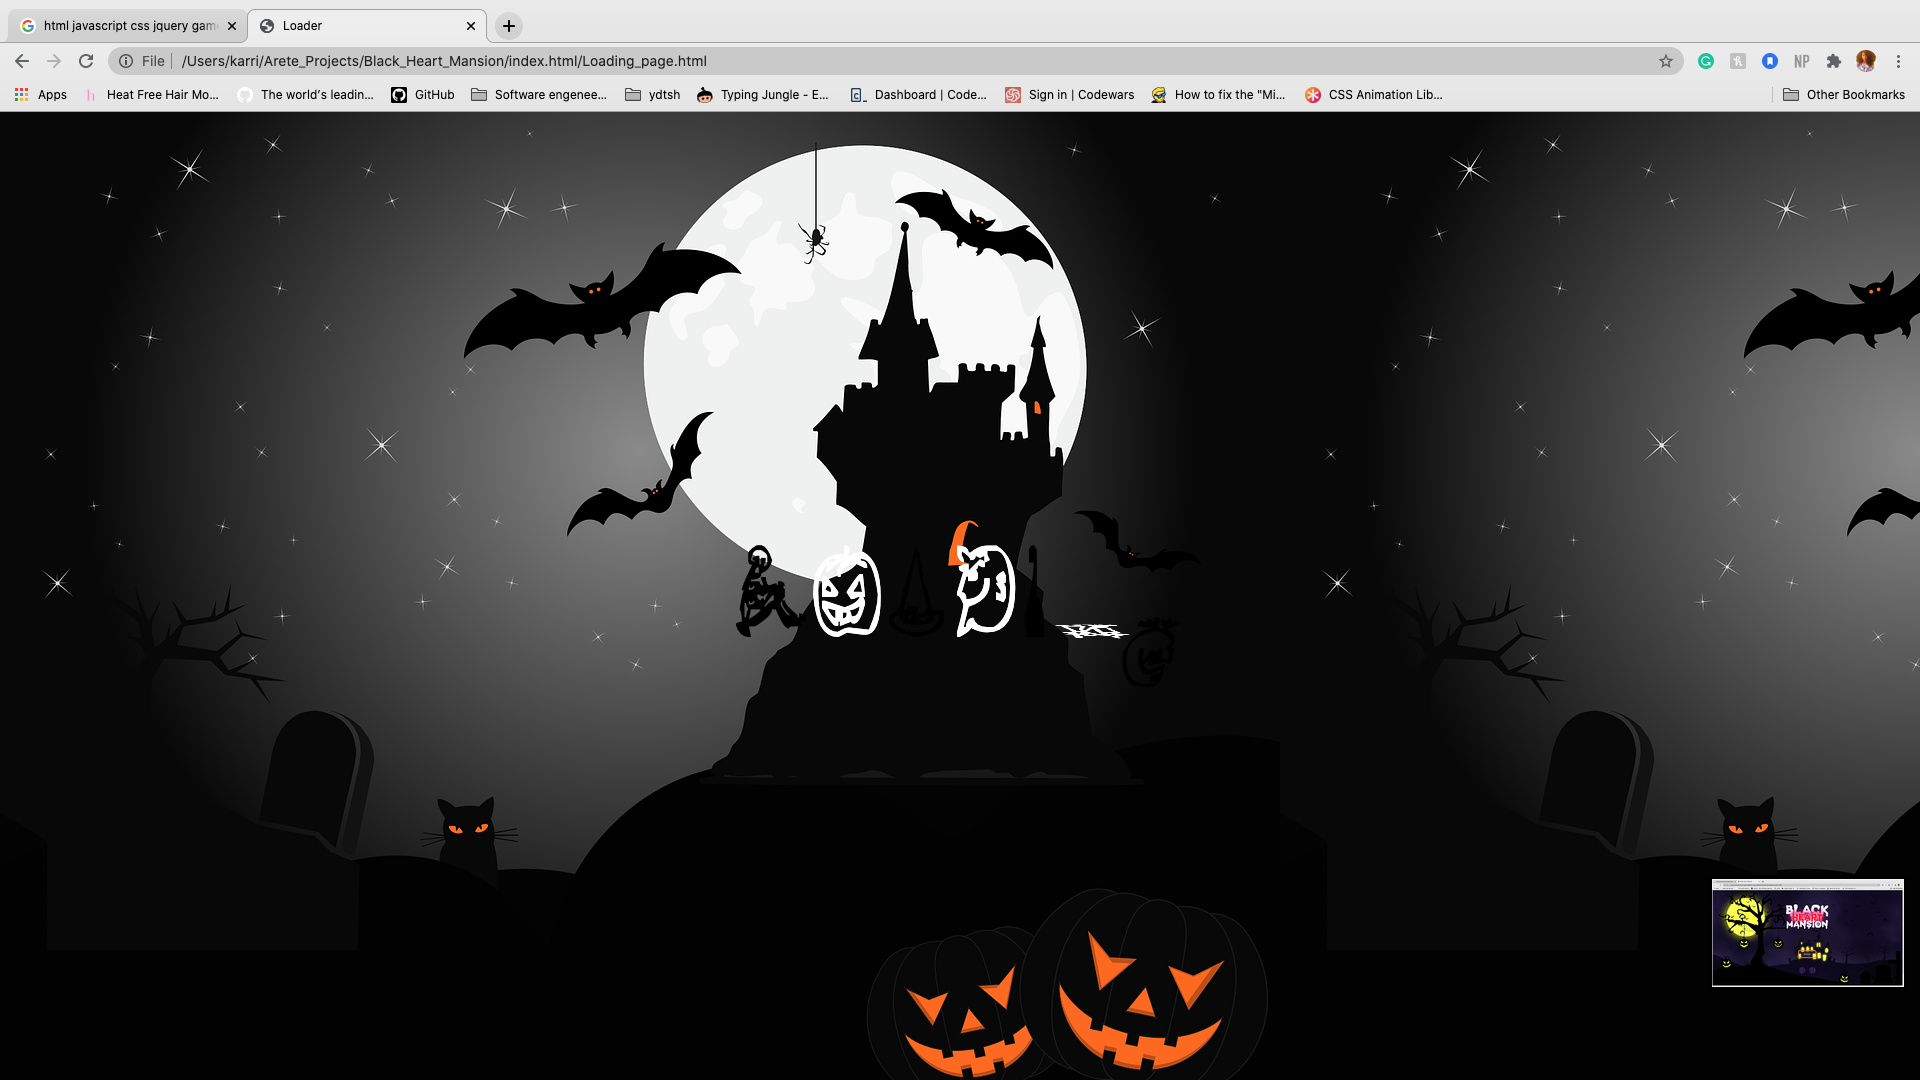 html javascript css jquery gam
Loader
File
/Users/karri/Arete_Projects/Black_Heart_Mansion/index.html/Loading_page.html
NP
Apps
Heat Free Hair Mo...
The world's leadin...
GitHub
Software engenee...
ydtsh
Typing Jungle - E...
Dashboard | Code...
Sign in | Codewars
How to fix the "Mi...
CSS Animation Lib...
Other Bookmarks
BLACK
HEART
MANSION